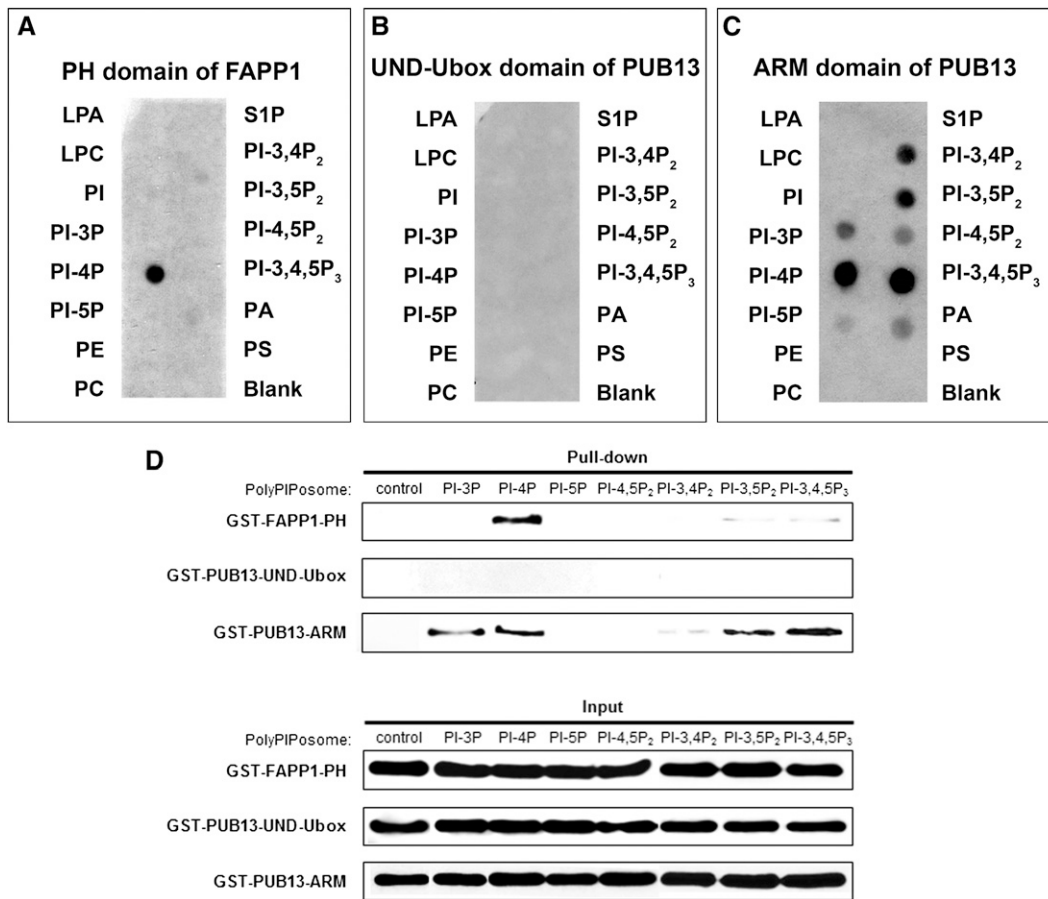 A
PH domain of FAPP1
LPA S1P
LPC PI-3,4P₂
PI PI-3,5P₂
PI-3P PI-4,5P₂
PI-4P PI-3,4,5P₃
PI-5P PA
PE PS
PC Blank
B
UND-Ubox domain of PUB13
LPA S1P
LPC PI-3,4P₂
PI PI-3,5P₂
PI-3P PI-4,5P₂
PI-4P PI-3,4,5P₃
PI-5P PA
PE PS
PC Blank
C
ARM domain of PUB13
LPA S1P
LPC PI-3,4P₂
PI PI-3,5P₂
PI-3P PI-4,5P₂
PI-4P PI-3,4,5P₃
PI-5P PA
PE PS
PC Blank
D
Pull-down
PolyPIPosome: control PI-3P PI-4P PI-5P PI-4,5P₂ PI-3,4P₂ PI-3,5P₂ PI-3,4,5P₃
GST-FAPP1-PH
GST-PUB13-UND-Ubox
GST-PUB13-ARM
Input
PolyPIPosome: control PI-3P PI-4P PI-5P PI-4,5P₂ PI-3,4P₂ PI-3,5P₂ PI-3,4,5P₃
GST-FAPP1-PH
GST-PUB13-UND-Ubox
GST-PUB13-ARM